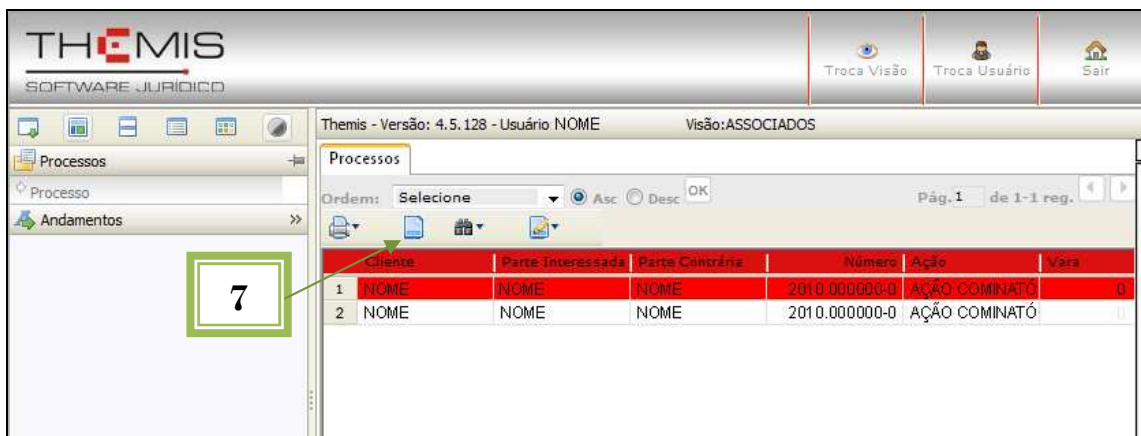 THEMIS
SOFTWARE JURÍDICO
Troca Visão Troca Usuário Sair
Themis - Versão: 4.5.128 - Usuário NOME Visão:ASSOCIADOS
Processos
Processos
Processo
Ordem: Selecione Asc Desc OK Pág. 1 de 1-1 reg.
Andamentos
7
Cliente Parte Interessada Parte Contrária Número Ação Vara
1 NOME NOME NOME 2010.000000-0 AÇÃO COMINATÓ 0
2 NOME NOME NOME 2010.000000-0 AÇÃO COMINATÓ 0